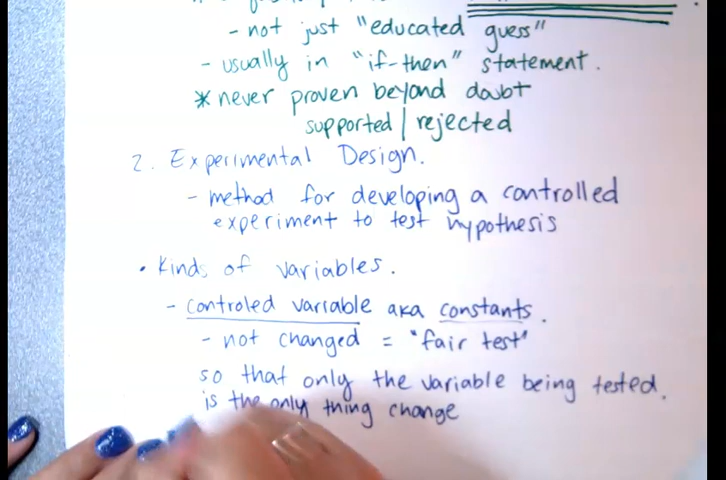 - not just "educated guess"
- usually in "if-then" statement.
* never proven beyond doubt
supported | rejected
2. Experimental Design.
- method for developing a controlled
experiment to test hypothesis
• Kinds of variables.
- controled variable aka constants.
- not changed = "fair test"
so that only the variable being tested.
is the only thing change